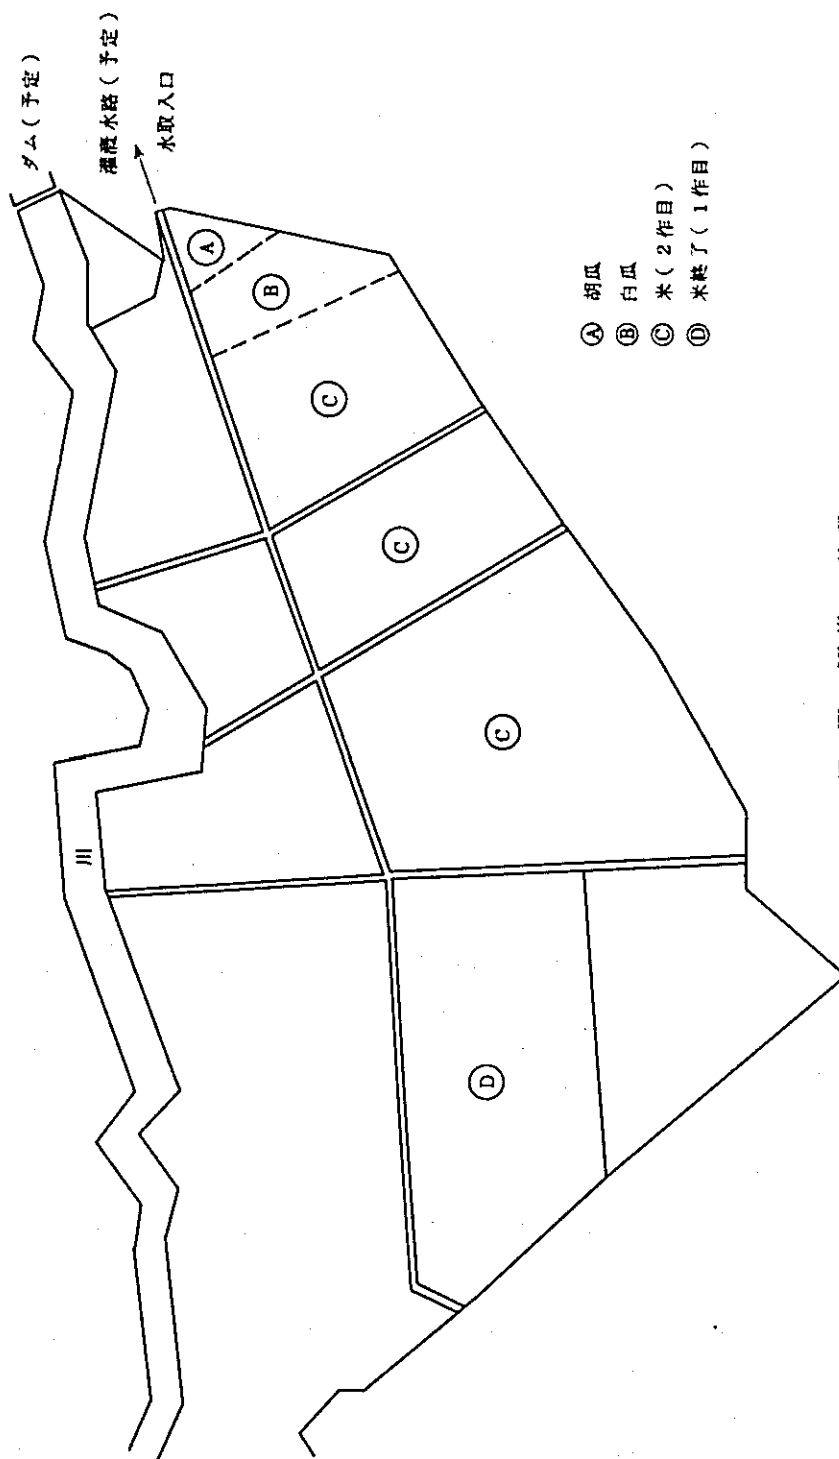 ダム（予定）
灌漑水路（予定）
水取入口
川
Ⓐ
Ⓑ
Ⓒ
Ⓒ
Ⓒ
Ⓓ
Ⓐ 胡瓜
Ⓑ 白瓜
Ⓒ 米（2作目）
Ⓓ 米終了（1作目）